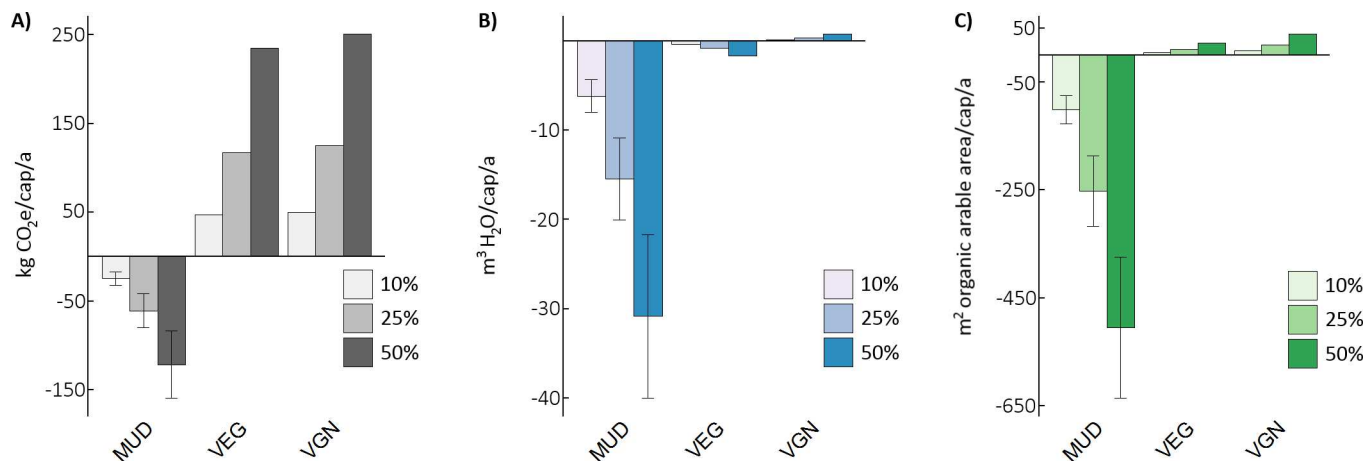 A)
kg CO₂e/cap/a
250
150
50
-50
-150
MUD
VEG
VGN
10%
25%
50%
B)
m³ H₂O/cap/a
-10
-20
-30
-40
MUD
VEG
VGN
10%
25%
50%
C)
m² organic arable area/cap/a
50
-50
-250
-450
-650
MUD
VEG
VGN
10%
25%
50%